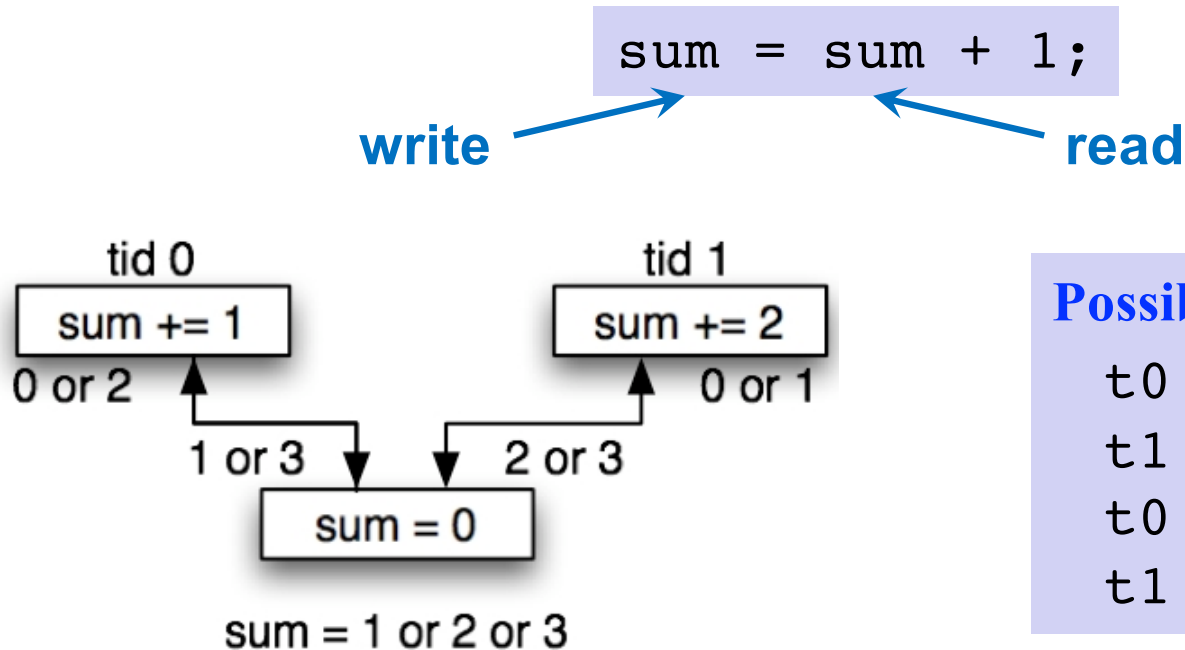 sum = sum + 1;
write
read
tid 0
tid 1
sum += 1
sum += 2
0 or 2
0 or 1
1 or 3
2 or 3
sum = 0
sum = 1 or 2 or 3
t0
t1
t0
t1